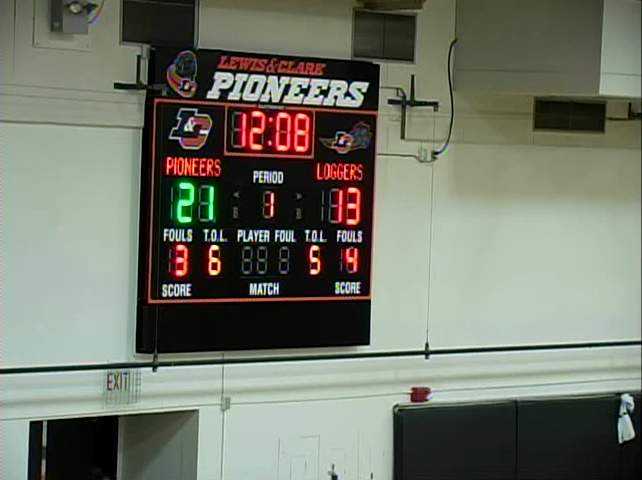 LEWIS & CLARK
PIONEERS
L&C
12:08
PIONEERS LOGGERS
PERIOD
21 1 13
FOULS T.O.L. PLAYER FOUL T.O.L. FOULS
3 6 5 4
SCORE MATCH SCORE
EXIT